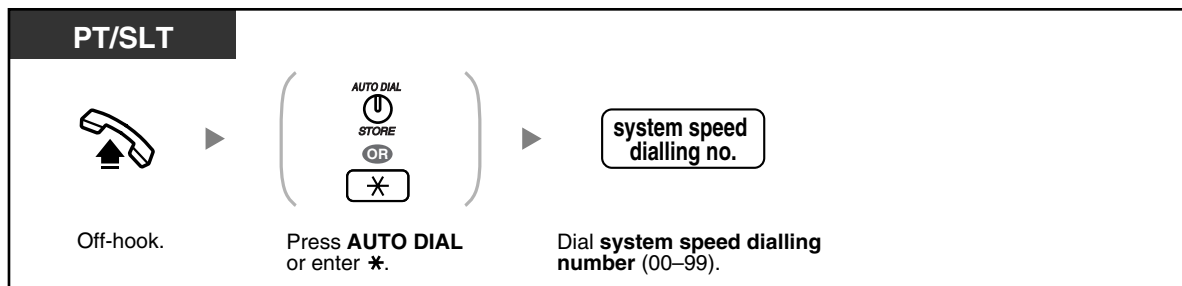 PT/SLT
AUTO DIAL
STORE
OR
✱
system speed
dialling no.
Off-hook.
Press AUTO DIAL
or enter ✱.
Dial system speed dialling
number (00–99).